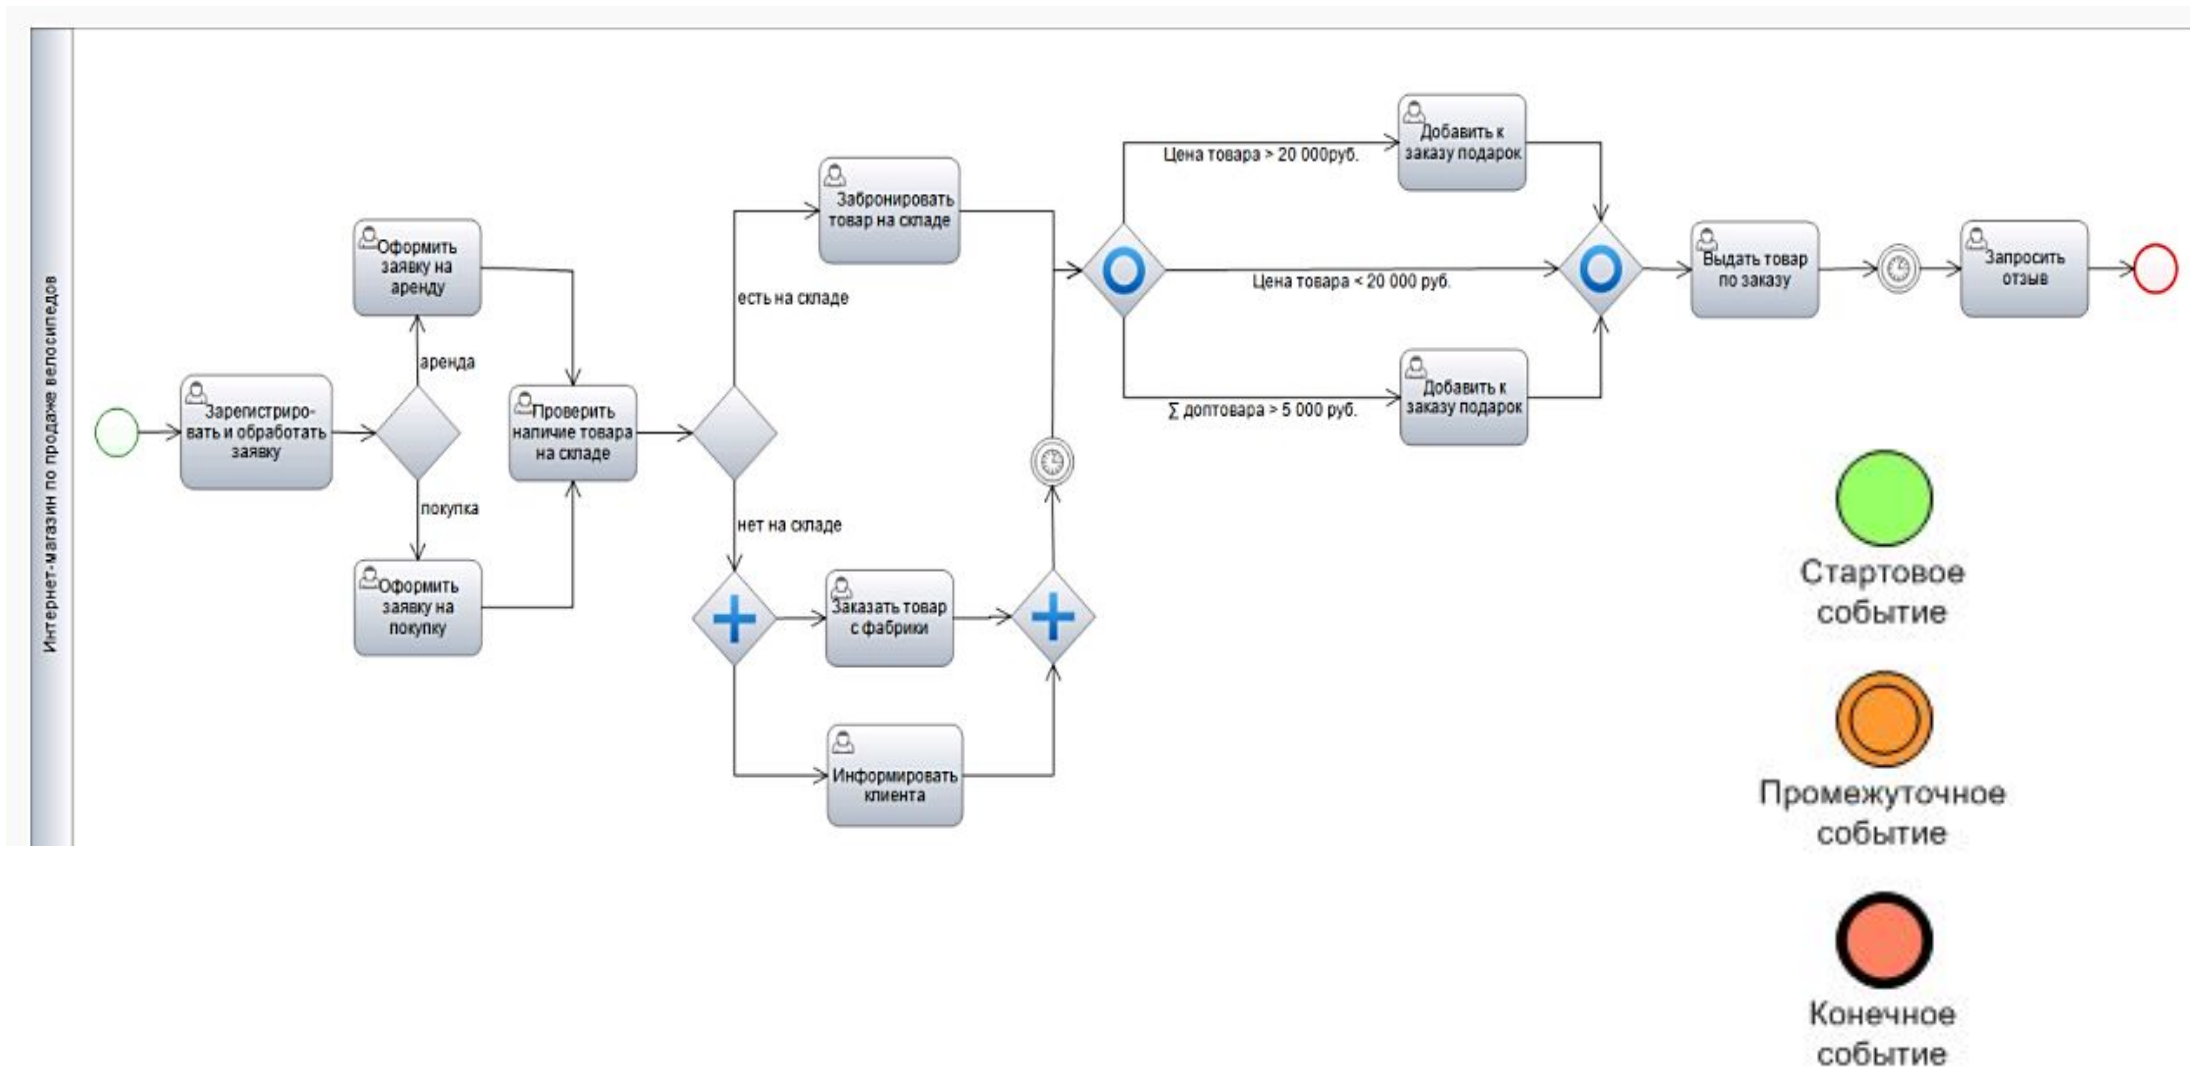 Интернет-магазин по продаже велосипедов
Зарегистриро-
вать и обработать
заявку
Оформить
заявку на
аренду
аренда
покупка
Оформить
заявку на
покупку
Проверить
наличие товара
на складе
есть на складе
нет на складе
Забронировать
товар на складе
Заказать товар
с фабрики
Информировать
клиента
Цена товара > 20 000руб.
Цена товара < 20 000 руб.
∑ доптовара > 5 000 руб.
Добавить к
заказу подарок
Добавить к
заказу подарок
Выдать товар
по заказу
Запросить
отзыв
Стартовое
событие
Промежуточное
событие
Конечное
событие